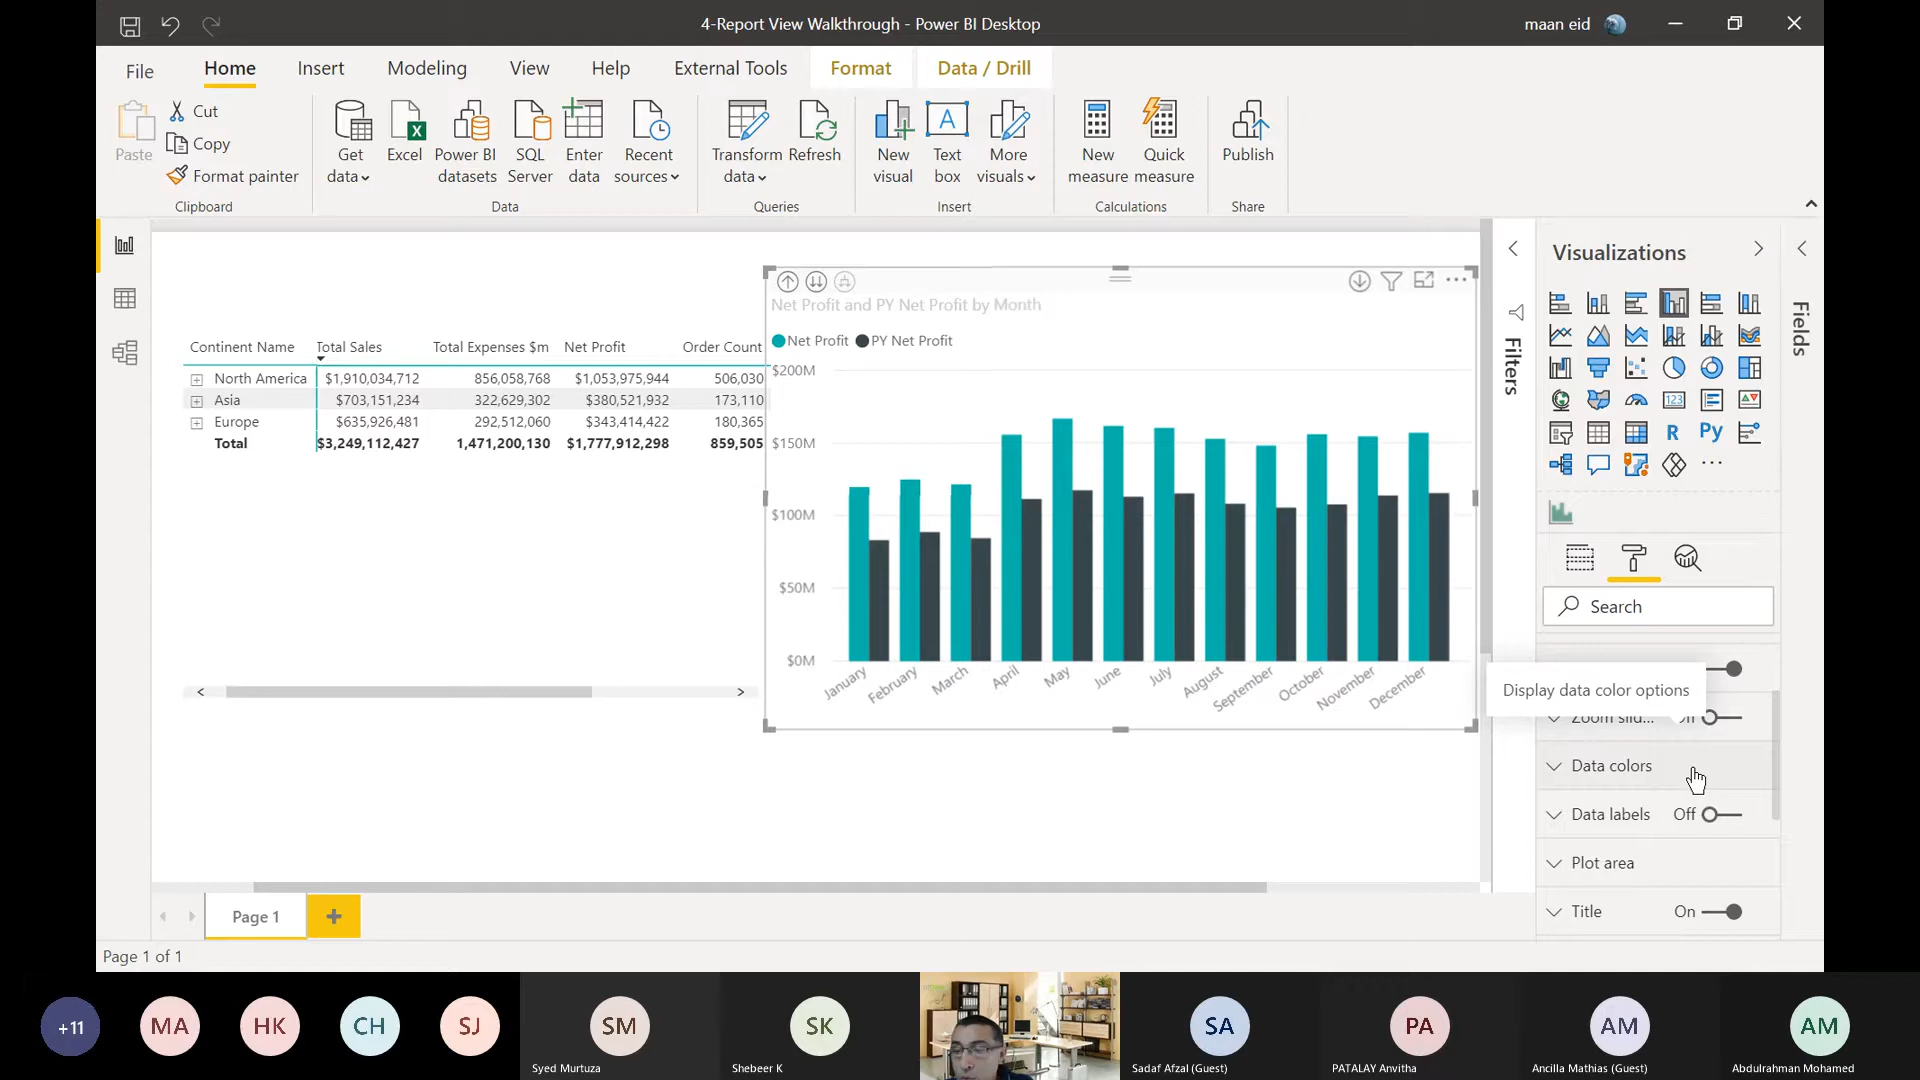 4-Report View Walkthrough - Power BI Desktop
maan eid
File
Home
Insert
Modeling
View
Help
External Tools
Format
Data / Drill
Paste
Cut
Copy
Format painter
Clipboard
Get data
Excel
Power BI datasets
SQL Server
Enter data
Recent sources
Data
Transform data
Refresh
Queries
New visual
Text box
More visuals
Insert
New measure
Quick measure
Calculations
Publish
Share
Continent Name Total Sales Total Expenses $m Net Profit Order Count
North America $1,910,034,712 856,058,768 $1,053,975,944 506,030
Asia $703,151,234 322,629,302 $380,521,932 173,110
Europe $635,926,481 292,512,060 $343,414,422 180,365
Total $3,249,112,427 1,471,200,130 $1,777,912,298 859,505
Net Profit and PY Net Profit by Month
Net Profit PY Net Profit
$200M
$150M
$100M
$50M
$0M
January February March April May June July August September October November December
Filters
Visualizations
Fields
123
R
Py
Search
Display data color options
Zoom slid...
Data colors
Data labels Off
Plot area
Title On
Page 1
Page 1 of 1
+11
MA
HK
CH
SJ
SM
Syed Murtuza
SK
Shebeer K
SA
Sadaf Afzal (Guest)
PA
PATALAY Anvitha
AM
Ancilla Mathias (Guest)
AM
Abdulrahman Mohamed